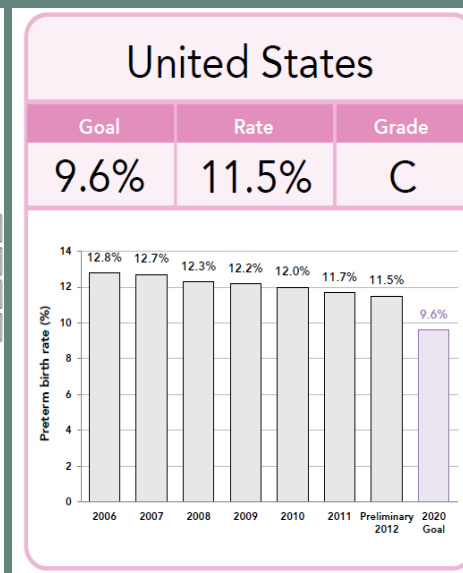 United States
Goal Rate Grade
9.6% 11.5% C
14
12.8% 12.7% 12.3% 12.2% 12.0% 11.7% 11.5%
12
10
9.6%
8
6
4
2
0
Preterm birth rate (%)
2006 2007 2008 2009 2010 2011 Preliminary 2020
2012 Goal